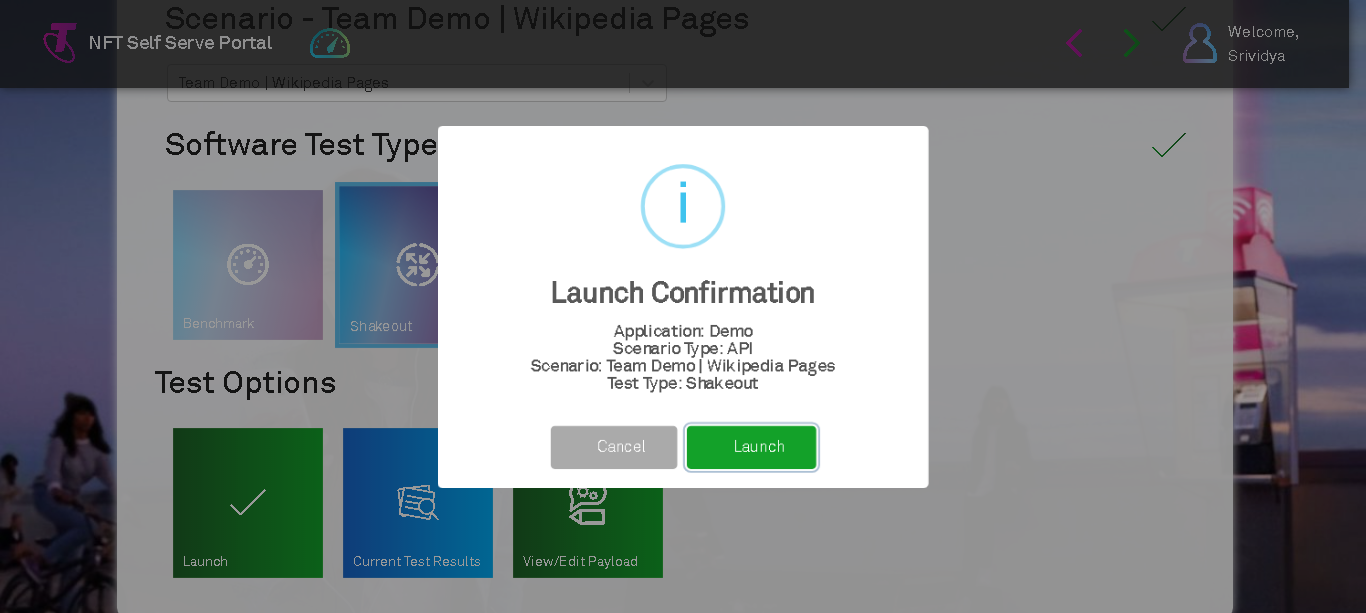 Scenario - Team Demo | Wikipedia Pages
NFT Self Serve Portal
Welcome,
Srividya
Team Demo | Wikipedia Pages
Software Test Type
Benchmark
Shakeout
i
Launch Confirmation
Application: Demo
Scenario Type: API
Scenario: Team Demo | Wikipedia Pages
Test Type: Shakeout
Cancel
Launch
Test Options
Launch
Current Test Results
View/Edit Payload